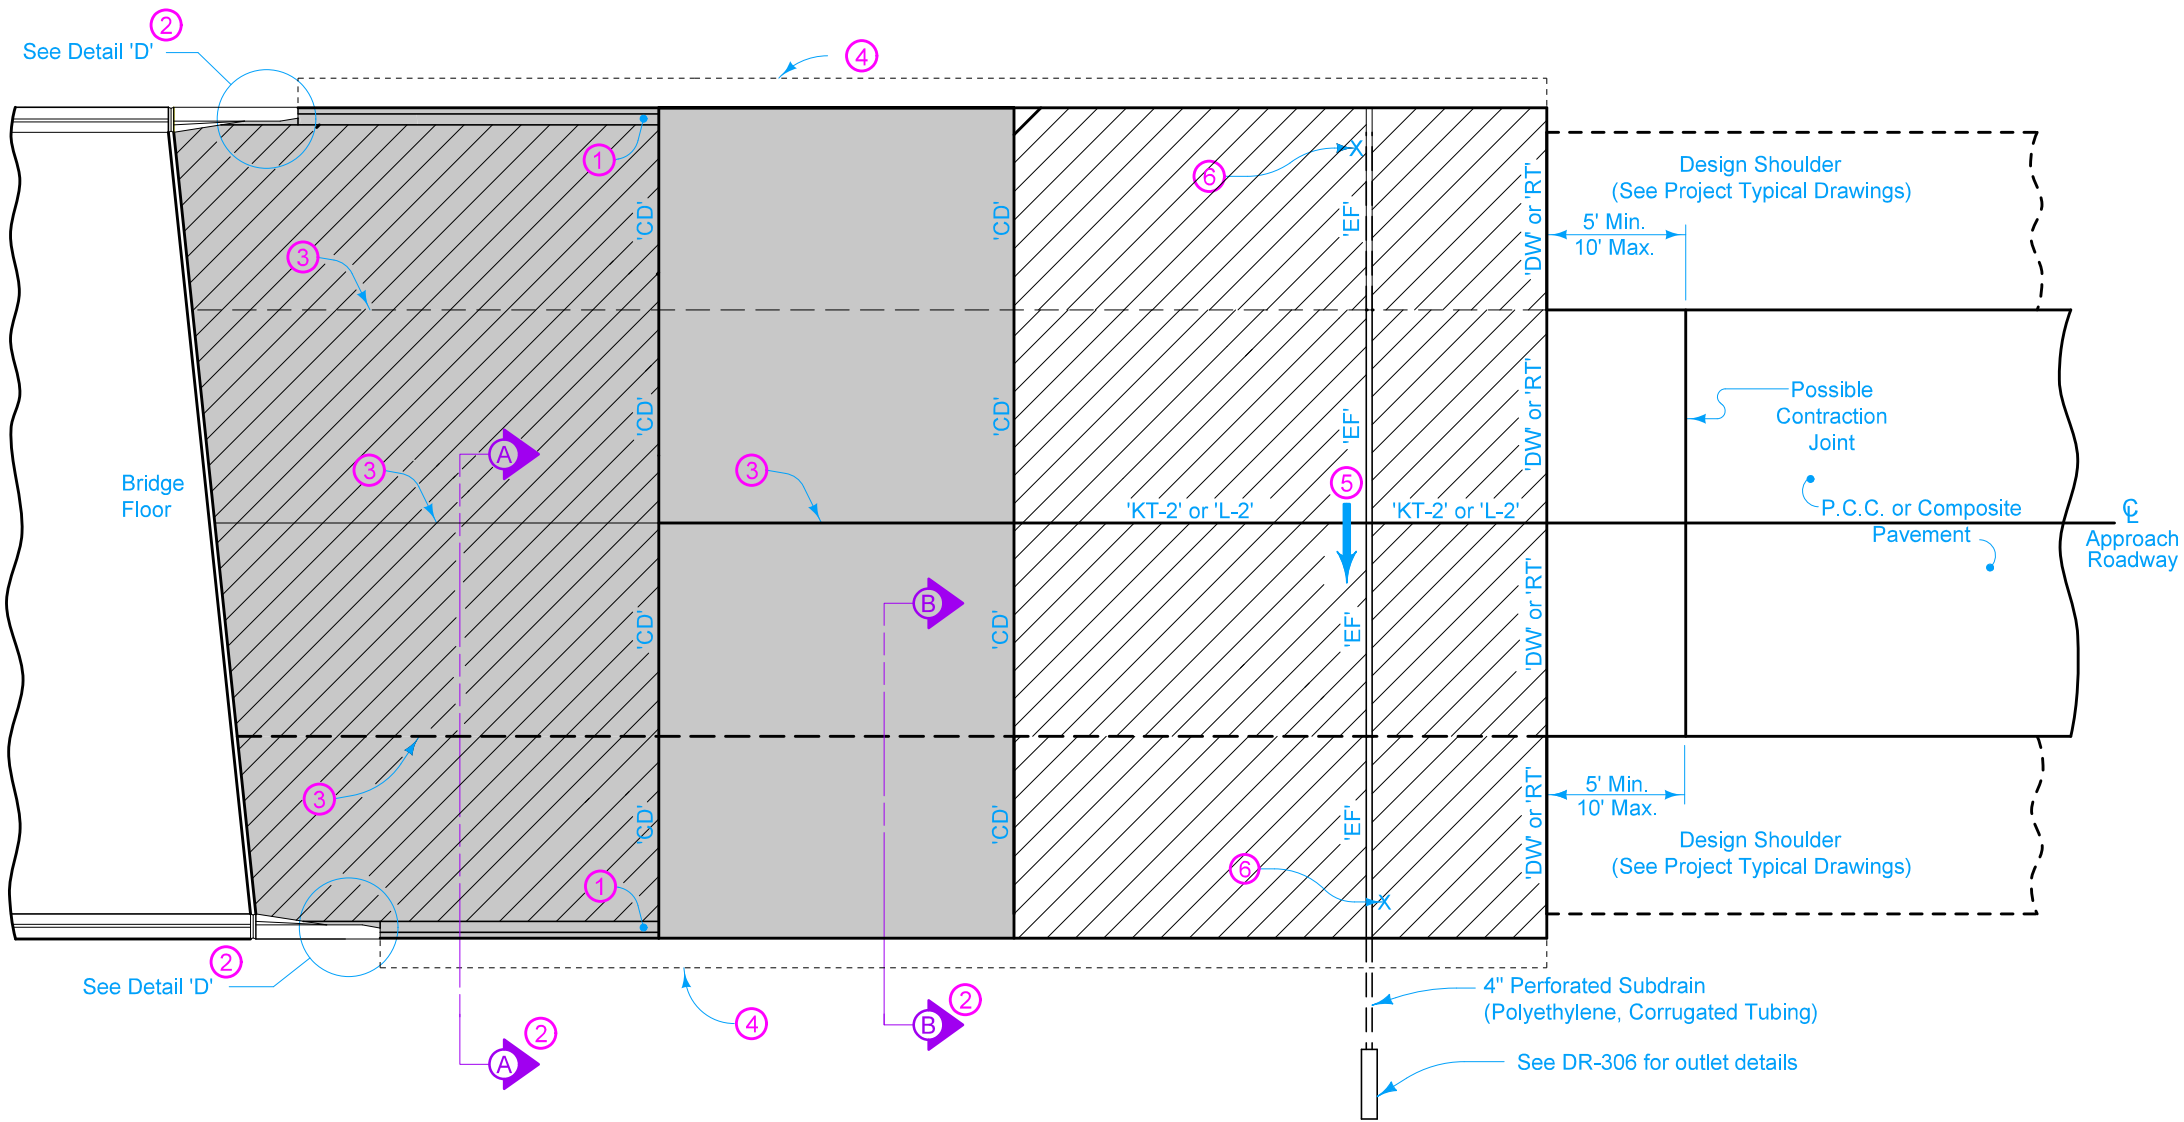 2
See Detail 'D'
4
1
6
'CD'
'CD'
'EF'
'DW' or 'RT'
Design Shoulder
(See Project Typical Drawings)
5' Min.
10' Max.
3
'CD'
'CD'
'EF'
'DW' or 'RT'
Possible
Contraction
Joint
A
3
3
5
Bridge
Floor
'KT-2' or 'L-2'
'KT-2' or 'L-2'
P.C.C. or Composite
Pavement
℄
Approach
Roadway
B
'CD'
'CD'
'EF'
'DW' or 'RT'
3
'CD'
'CD'
'EF'
'DW' or 'RT'
5' Min.
10' Max.
Design Shoulder
(See Project Typical Drawings)
1
6
X
X
2
See Detail 'D'
4
2
A
2
B
4" Perforated Subdrain
(Polyethylene, Corrugated Tubing)
See DR-306 for outlet details